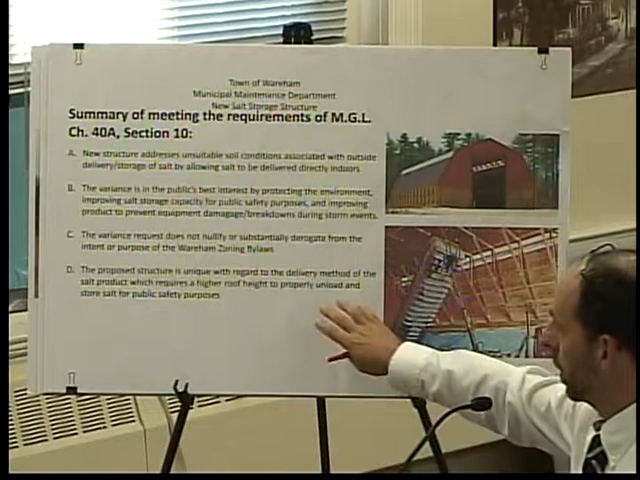 Town of Wareham
Municipal Maintenance Department
New Salt Storage Structure
Summary of meeting the requirements of M.G.L.
Ch. 40A, Section 10:
A. New structure addresses unsuitable soil conditions associated with outside
delivery/storage of salt by allowing salt to be delivered directly indoors
B. The variance is in the public's best interest by protecting the environment,
improving salt storage capacity for public safety purposes, and improving
product to prevent equipment damagage/breakdowns during storm events.
C. The variance request does not nullify or substantially derogate from the
intent or purpose of the Wareham Zoning Bylaws
D. The proposed structure is unique with regard to the delivery method of the
salt product which requires a higher roof height to properly unload and
store salt for public safety purposes